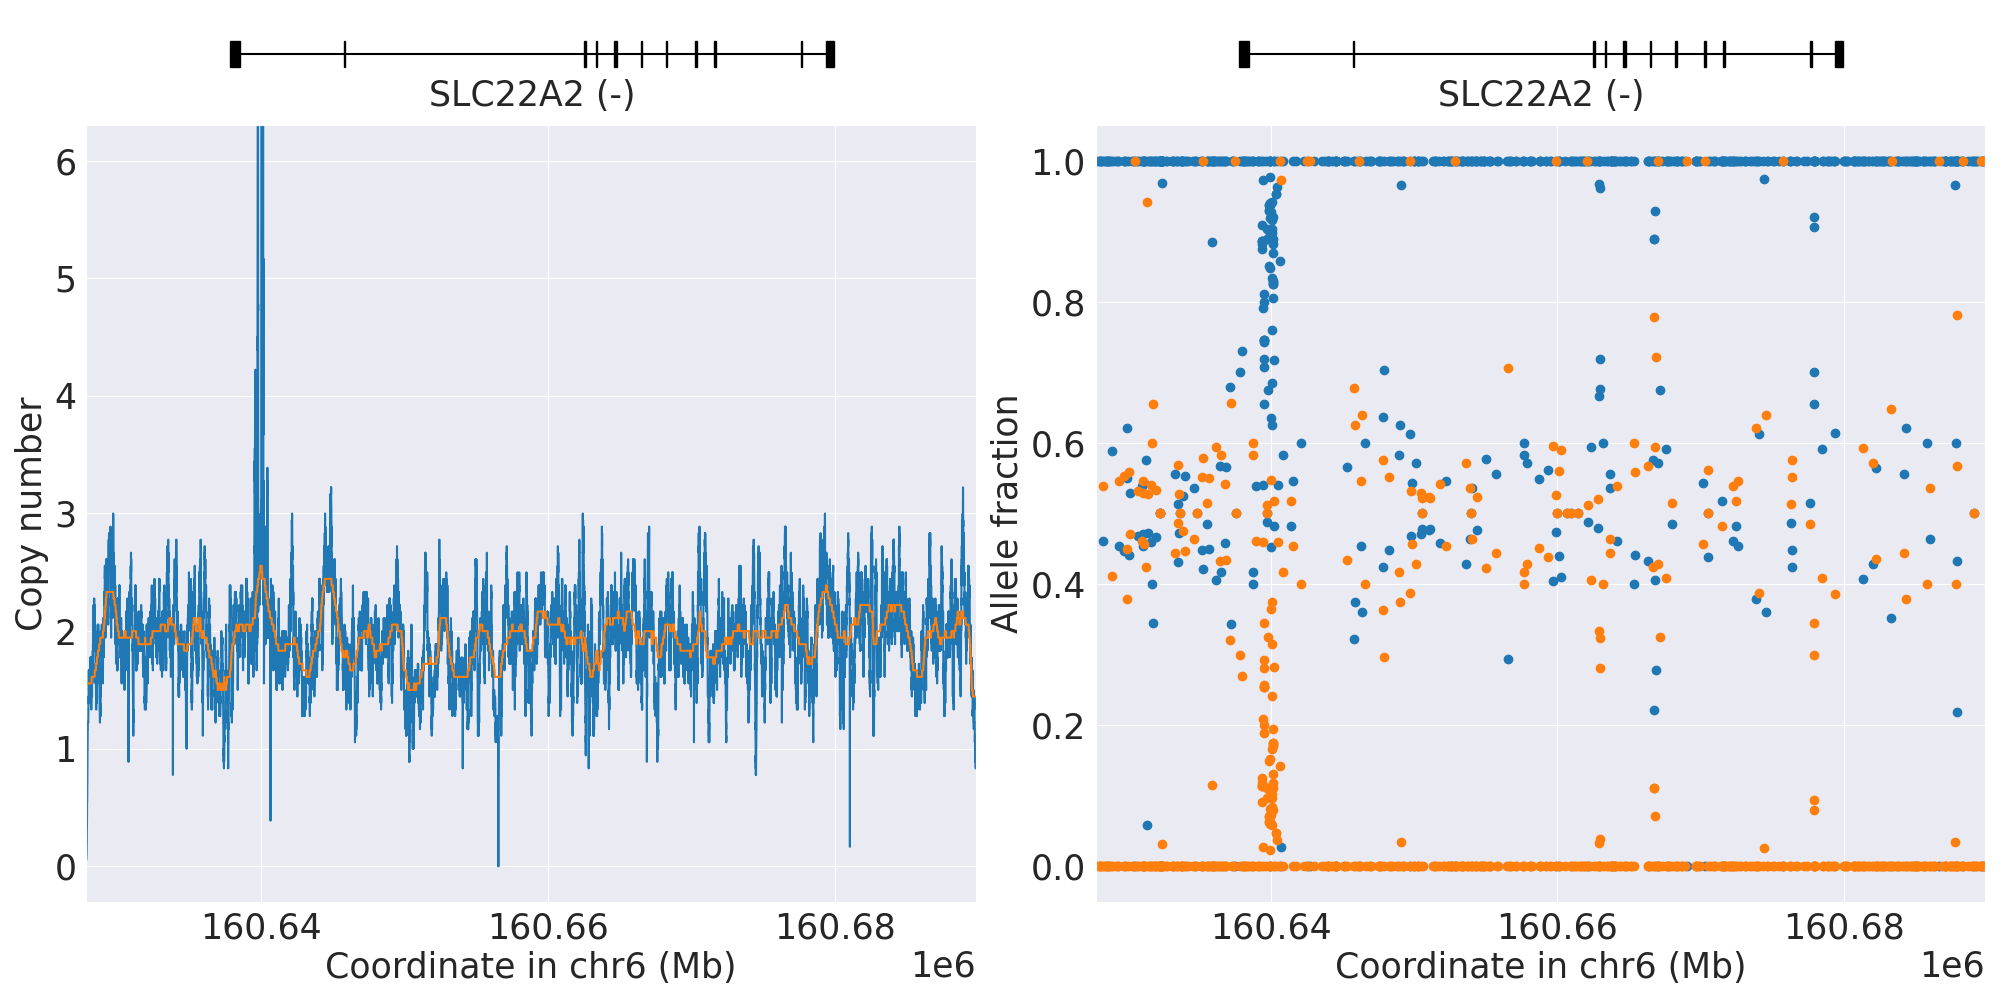 SLC22A2 (-)
6
5
4
3
2
1
0
Copy number
160.64 160.66 160.68
Coordinate in chr6 (Mb)
1e6
SLC22A2 (-)
1.0
0.8
0.6
0.4
0.2
0.0
Allele fraction
160.64 160.66 160.68
Coordinate in chr6 (Mb)
1e6